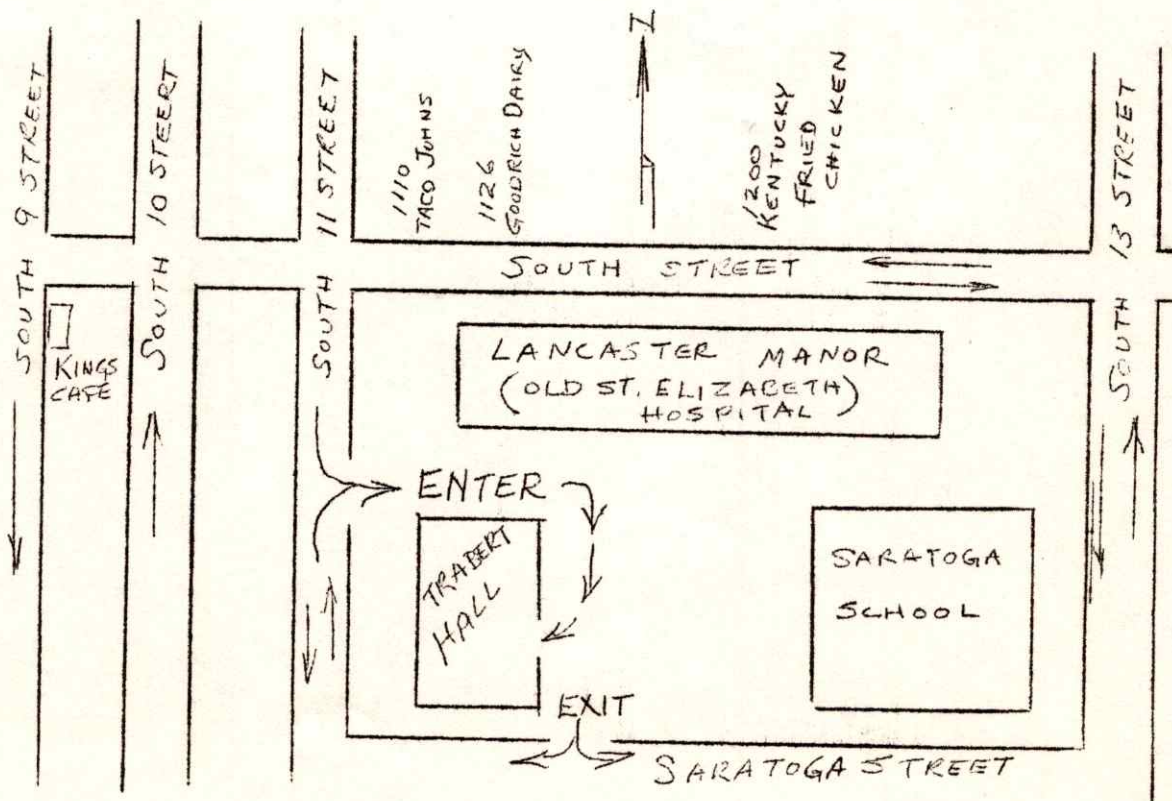 SOUTH 9 STREET
SOUTH 10 STEERT
SOUTH 11 STREET
1110
TACO JOHNS
1126
GOODRICH DAIRY
N
1200
KENTUCKY
FRIED
CHICKEN
SOUTH 13 STREET
SOUTH STREET
KINGS
CAFE
LANCASTER MANOR
(OLD ST. ELIZABETH)
HOSPITAL
ENTER
TRABERT
HALL
SARATOGA
SCHOOL
EXIT
SARATOGA STREET